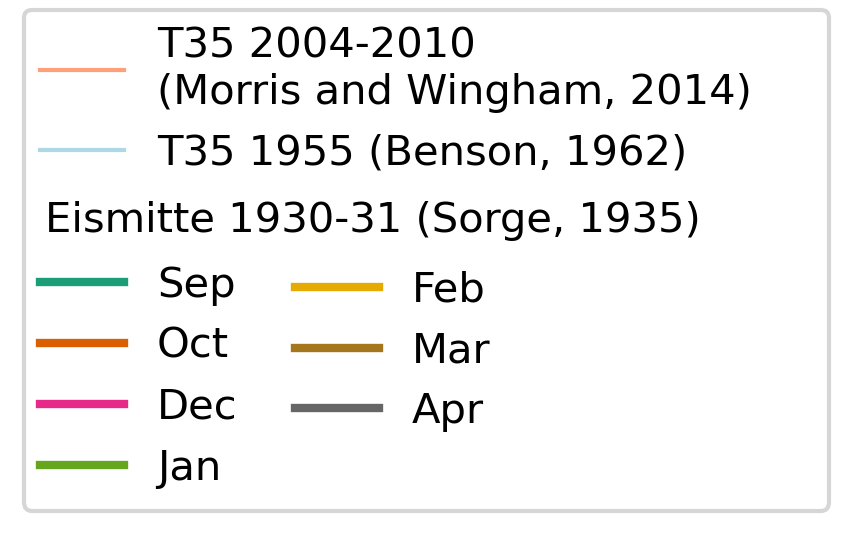 T35 2004-2010
(Morris and Wingham, 2014)
T35 1955 (Benson, 1962)
Eismitte 1930-31 (Sorge, 1935)
Sep
Oct
Dec
Jan
Feb
Mar
Apr